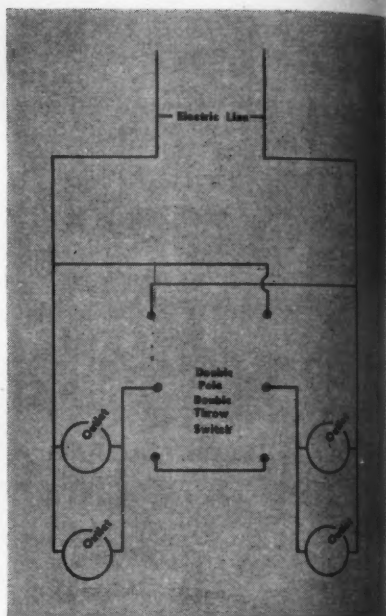 Electric Line
Double
Pole
Double
Throw
Switch
Outlet
Outlet
Outlet
Outlet